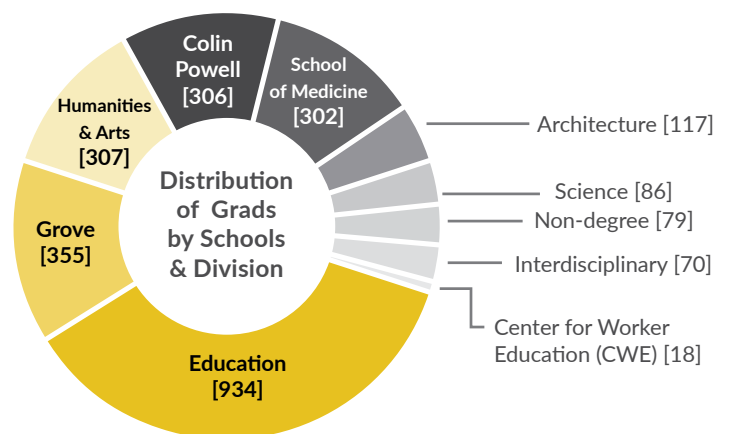 Colin
Powell
[306]
School
of Medicine
[302]
Architecture [117]
Science [86]
Non-degree [79]
Interdisciplinary [70]
Center for Worker
Education (CWE) [18]
Education
[934]
Grove
[355]
Humanities
& Arts
[307]
Distribution
of Grads
by Schools
& Division